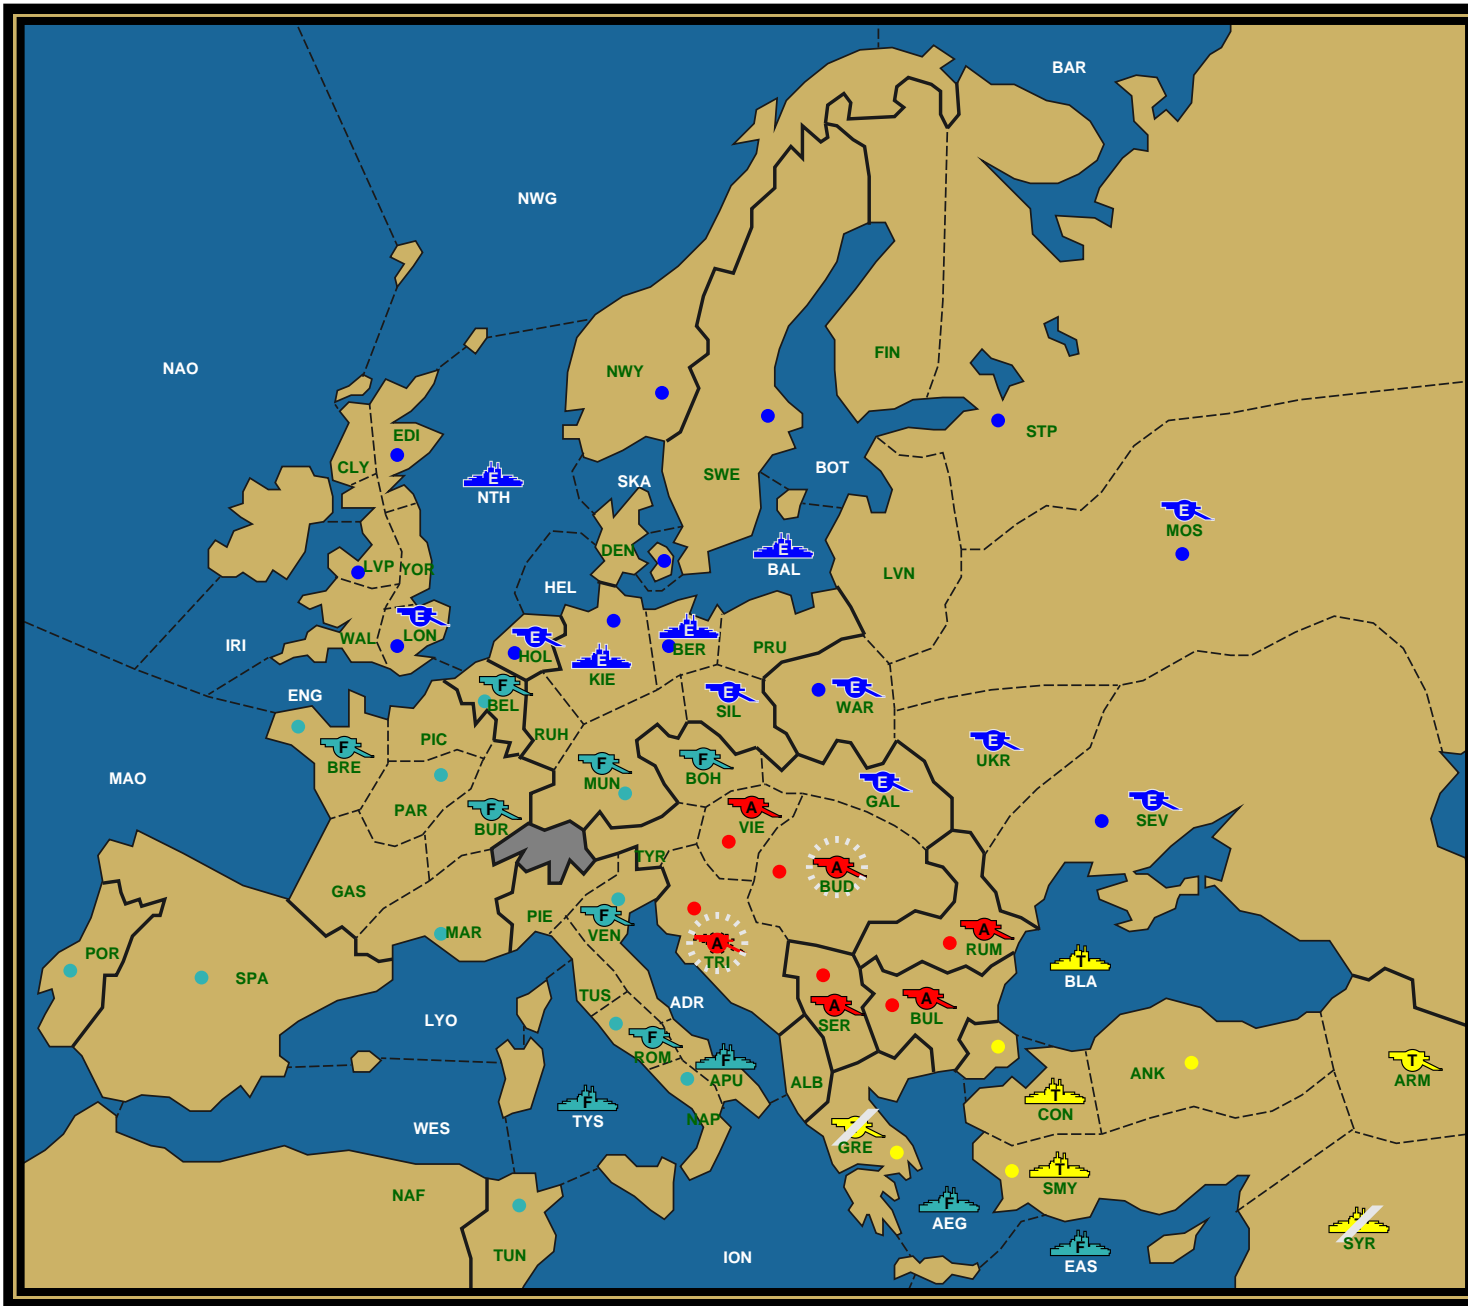 BAR
NWG
NAO
FIN
NWY
EDI
STP
CLY
SKA
BOT
SWE
E
NTH
E
MOS
E
BAL
DEN
LVP
YOR
LVN
HEL
E
LON
WAL
IRI
E
HOL
E
BER
PRU
E
KIE
F
BEL
ENG
E
SIL
E
WAR
RUH
PIC
F
BRE
E
UKR
MAO
F
MUN
F
BOH
E
GAL
PAR
F
BUR
A
VIE
E
SEV
TYR
A
BUD
GAS
PIE
F
VEN
MAR
A
TRI
A
RUM
POR
SPA
T
BLA
TUS
ADR
A
SER
A
BUL
LYO
F
ROM
F
APU
ALB
ANK
T
ARM
T
CON
F
TYS
NAP
WES
GRE
T
SMY
NAF
F
AEG
SYR
TUN
ION
F
EAS